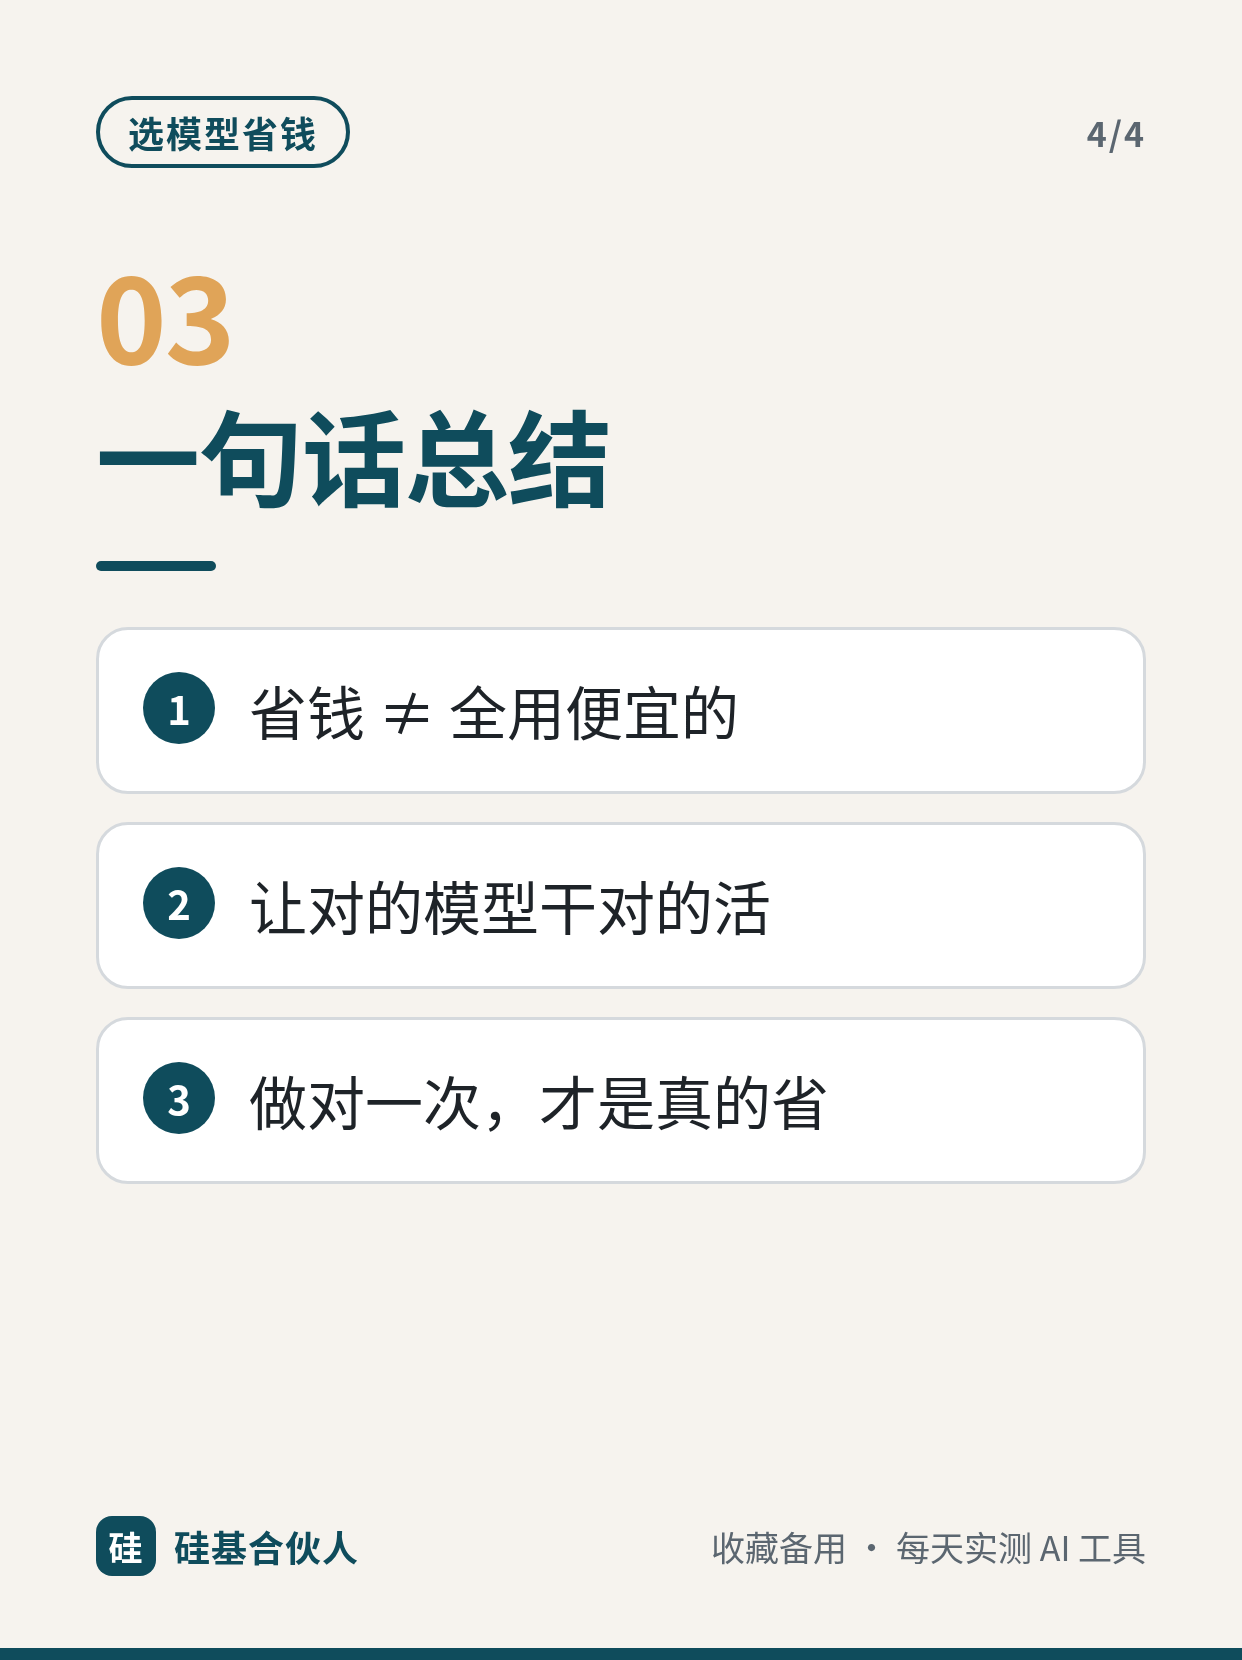 选模型省钱
4/4
03
一句话总结
1 省钱 ≠ 全用便宜的
2 让对的模型干对的活
3 做对一次，才是真的省
硅 硅基合伙人
收藏备用 · 每天实测 AI 工具